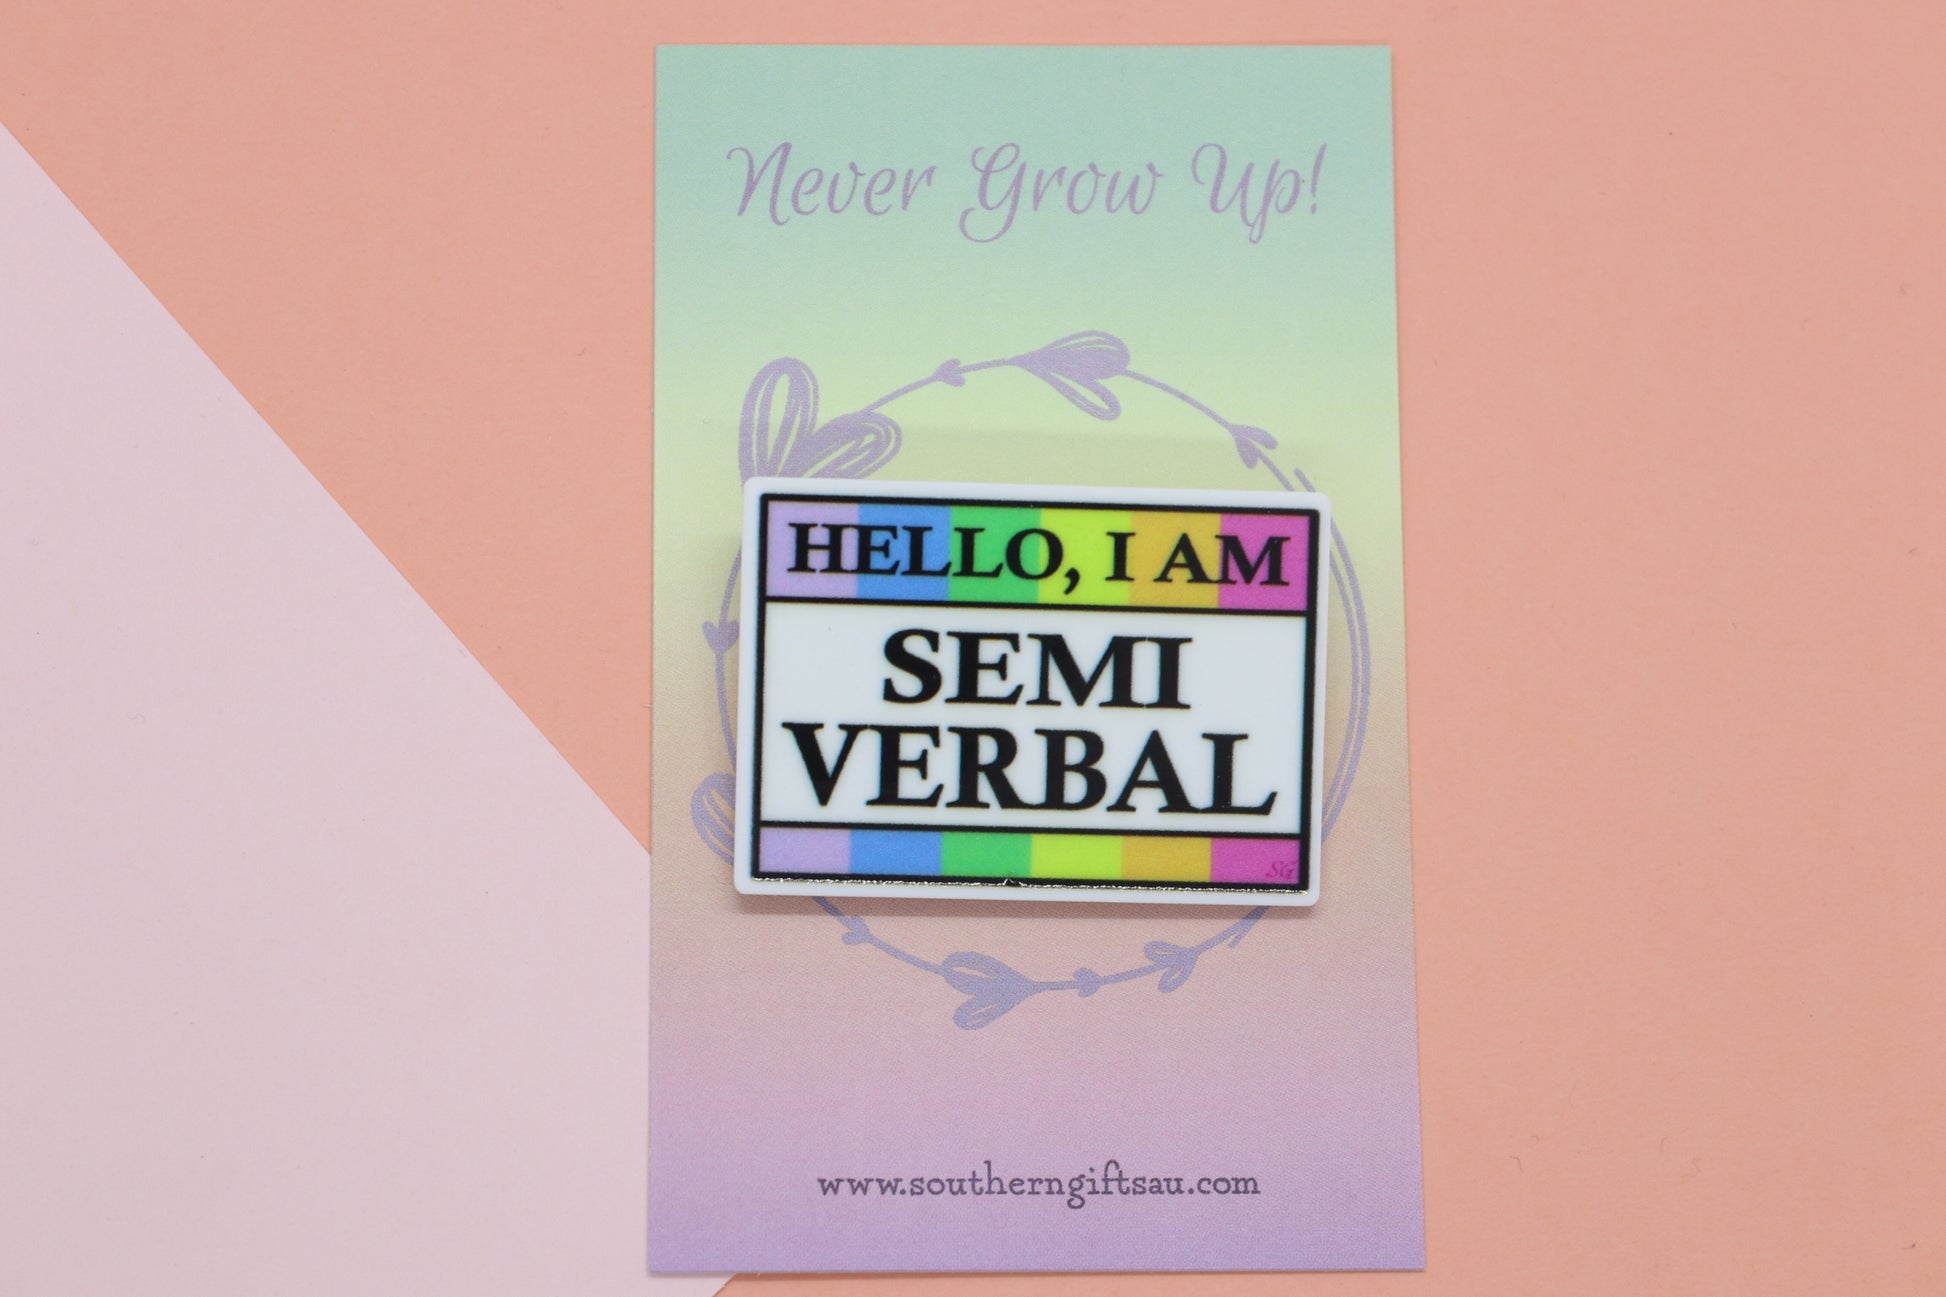 Never Grow Up!
HELLO, I AM
SEMI
VERBAL
SG
www.southerngiftsau.com